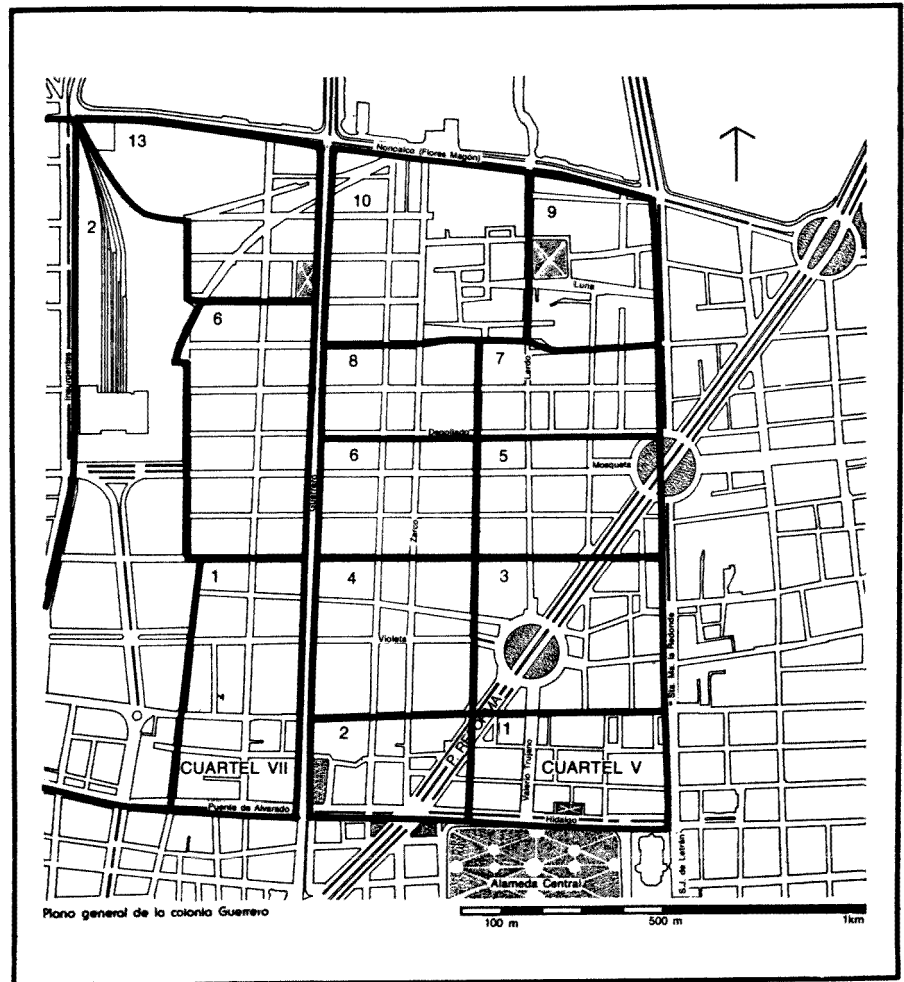 13
Nonoalco (Flores Magón)
10
9
2
Luna
6
8
7
Lerdo
Insurgentes
Degollado
6
5
Mosqueta
Guerrero
Zarco
1
4
3
Violeta
Sta. Ma. la Redonda
P. REFORMA
2
1
CUARTEL VII
CUARTEL V
Valerio Trujano
Puente de Alvarado
Hidalgo
S.J. de Letrán
Alameda Central
Plano general de la colonia Guerrero
100 m
500 m
1km